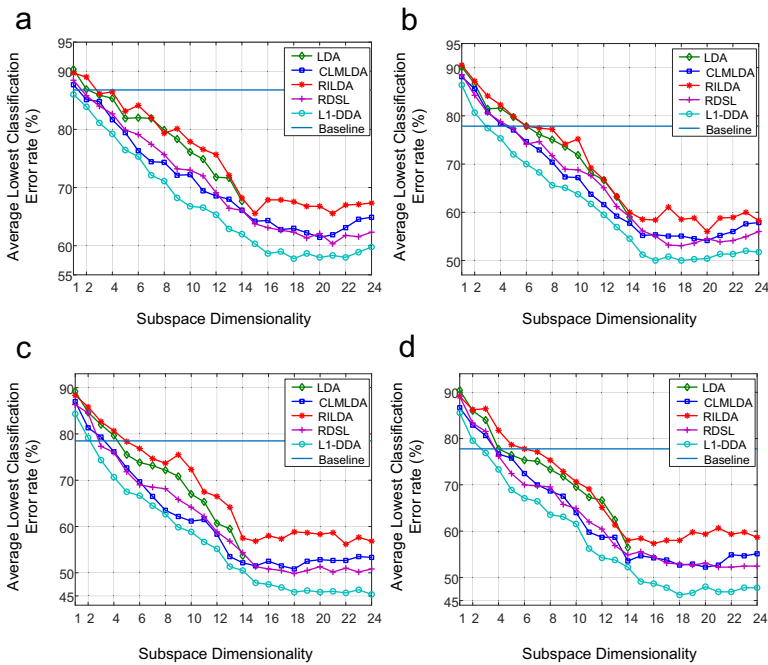 a
95
90
80
70
60
55
1 2 4 6 8 10 12 14 16 18 20 22 24
Average Lowest Classification
Error rate (%)
Subspace Dimensionality
LDA
CLMLDA
RILDA
RDSL
L1-DDA
Baseline
b
95
90
80
70
60
50
1 2 4 6 8 10 12 14 16 18 20 22 24
Average Lowest Classification
Error rate (%)
Subspace Dimensionality
LDA
CLMLDA
RILDA
RDSL
L1-DDA
Baseline
c
90
80
70
60
50
45
1 2 4 6 8 10 12 14 16 18 20 22 24
Average Lowest Classification
Error rate (%)
Subspace Dimensionality
LDA
CLMLDA
RILDA
RDSL
L1-DDA
Baseline
d
90
80
70
60
50
45
1 2 4 6 8 10 12 14 16 18 20 22 24
Average Lowest Classification
Error rate (%)
Subspace Dimensionality
LDA
CLMLDA
RILDA
RDSL
L1-DDA
Baseline